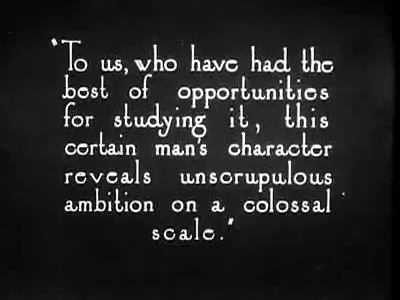 "To us, who have had the
best of opportunities
for studying it, this
certain man's character
reveals unsorupulous
ambition on a colossal
scale."